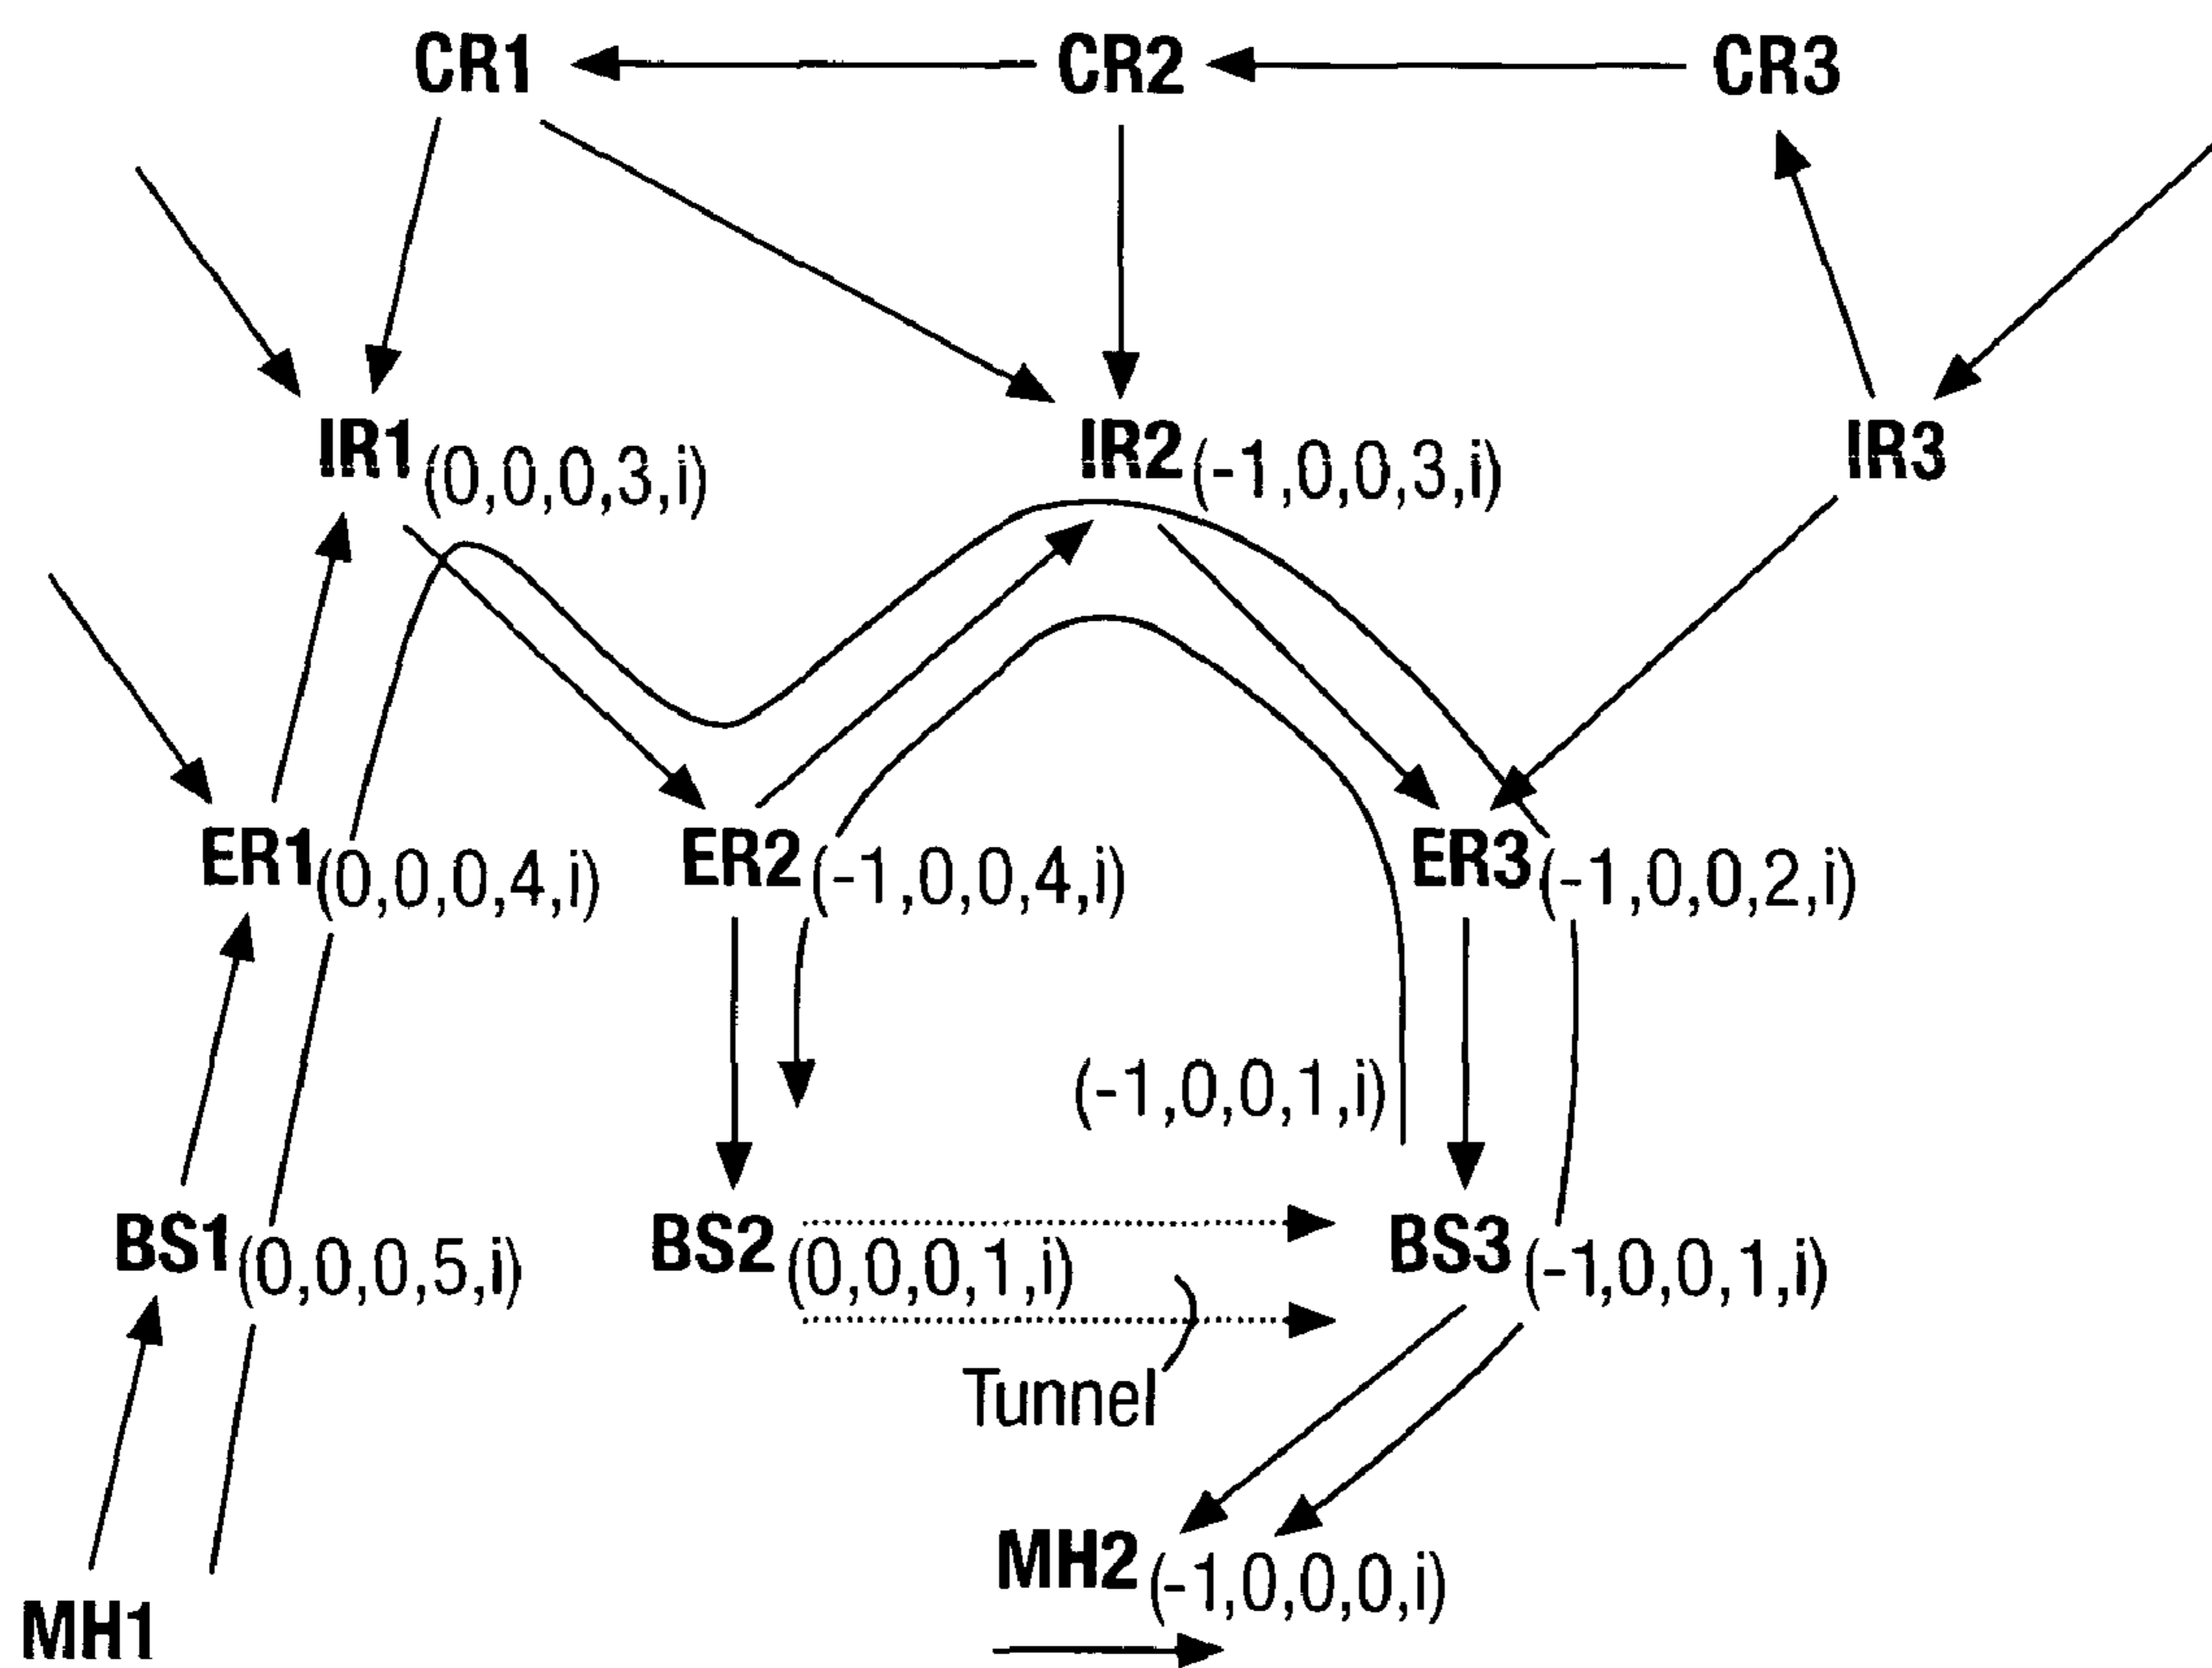 CR1 CR2 CR3
IR1(0,0,0,3,i) IR2(-1,0,0,3,i) IR3
ER1(0,0,0,4,i) ER2(-1,0,0,4,i) ER3(-1,0,0,2,i)
(-1,0,0,1,i)
BS1(0,0,0,5,i) BS2(0,0,0,1,i) BS3(-1,0,0,1,i)
Tunnel
MH2(-1,0,0,0,i)
MH1